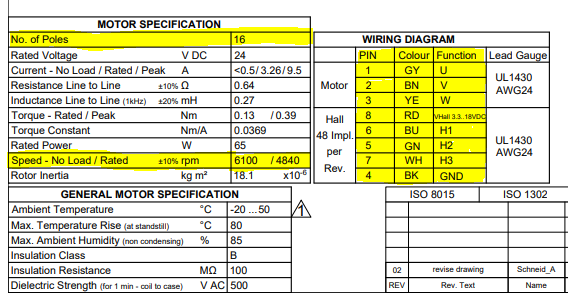 MOTOR SPECIFICATION
No. of Poles 16
Rated Voltage V DC 24
Current - No Load / Rated / Peak A <0.5/ 3.26/ 9.5
Resistance Line to Line ±10% Ω 0.64
Inductance Line to Line (1kHz) ±20% mH 0.27
Torque - Rated / Peak Nm 0.13 / 0.39
Torque Constant Nm/A 0.0369
Rated Power W 65
Speed - No Load / Rated ±10% rpm 6100 / 4840
Rotor Inertia kg m² 18.1 x10⁻⁶
WIRING DIAGRAM
PIN Colour Function Lead Gauge
Motor
1 GY U
2 BN V
3 YE W
UL1430
AWG24
Hall
48 Impl.
per
Rev.
8 RD VHall 3.3..18VDC
6 BU H1
5 GN H2
7 WH H3
4 BK GND
UL1430
AWG24
GENERAL MOTOR SPECIFICATION
Ambient Temperature °C -20 ... 50
1
Max. Temperature Rise (at standstill) °C 80
Max. Ambient Humidity (non condensing) % 85
Insulation Class B
Insulation Resistance MΩ 100
Dielectric Strength (for 1 min - coil to case) V AC 500
ISO 8015 ISO 1302
02 revise drawing Schneid_A
REV Rev. Text Name